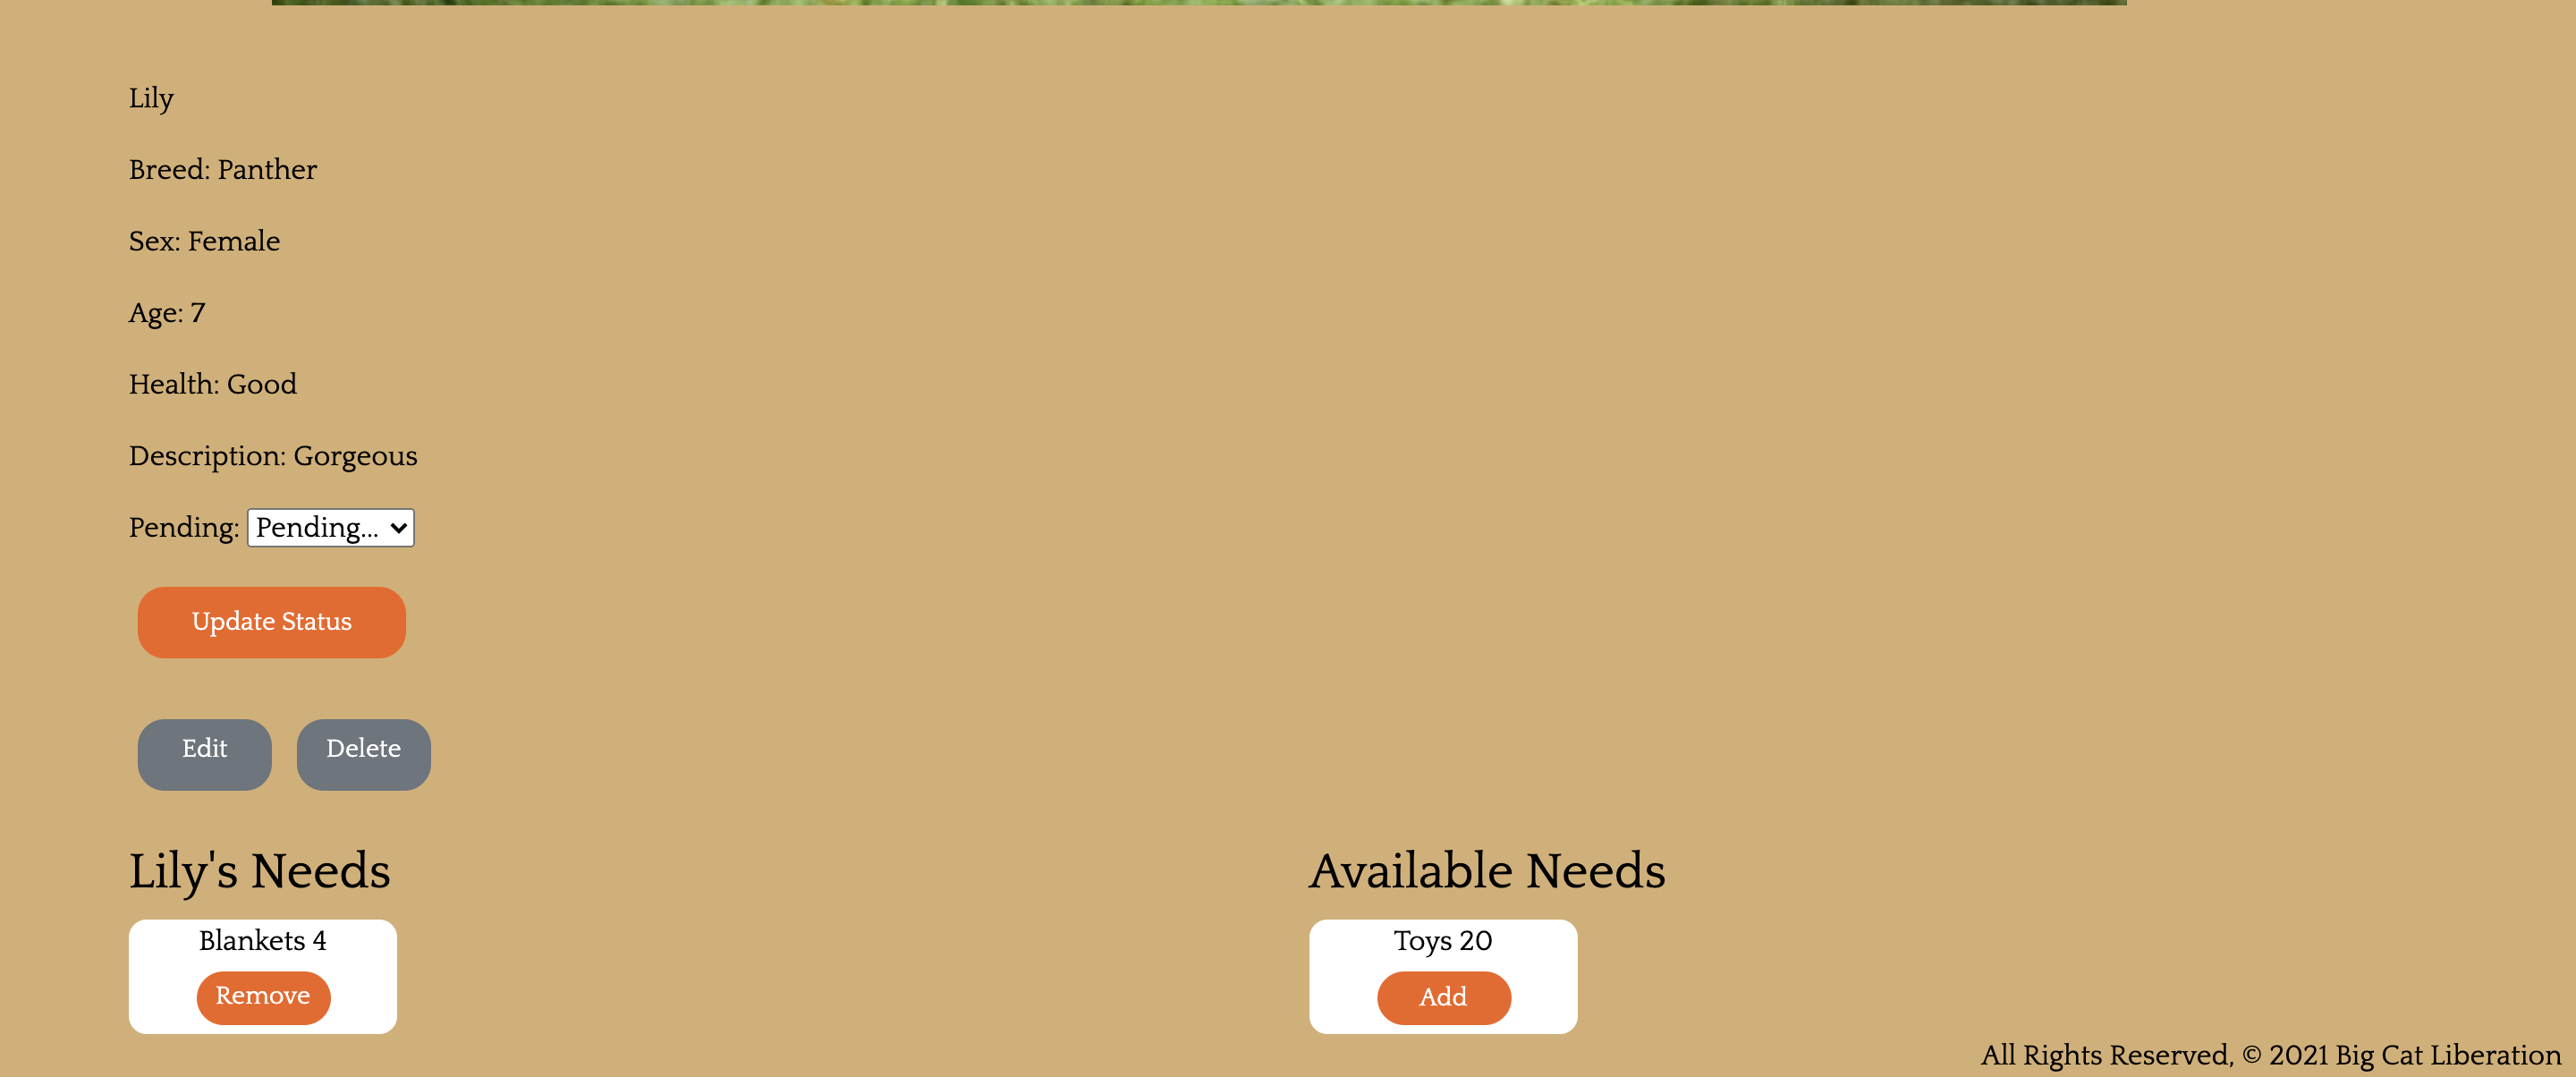 Lily
Breed: Panther
Sex: Female
Age: 7
Health: Good
Description: Gorgeous
Pending: Pending...
Update Status
Edit Delete
Lily's Needs
Blankets 4
Remove
Available Needs
Toys 20
Add
All Rights Reserved, © 2021 Big Cat Liberation